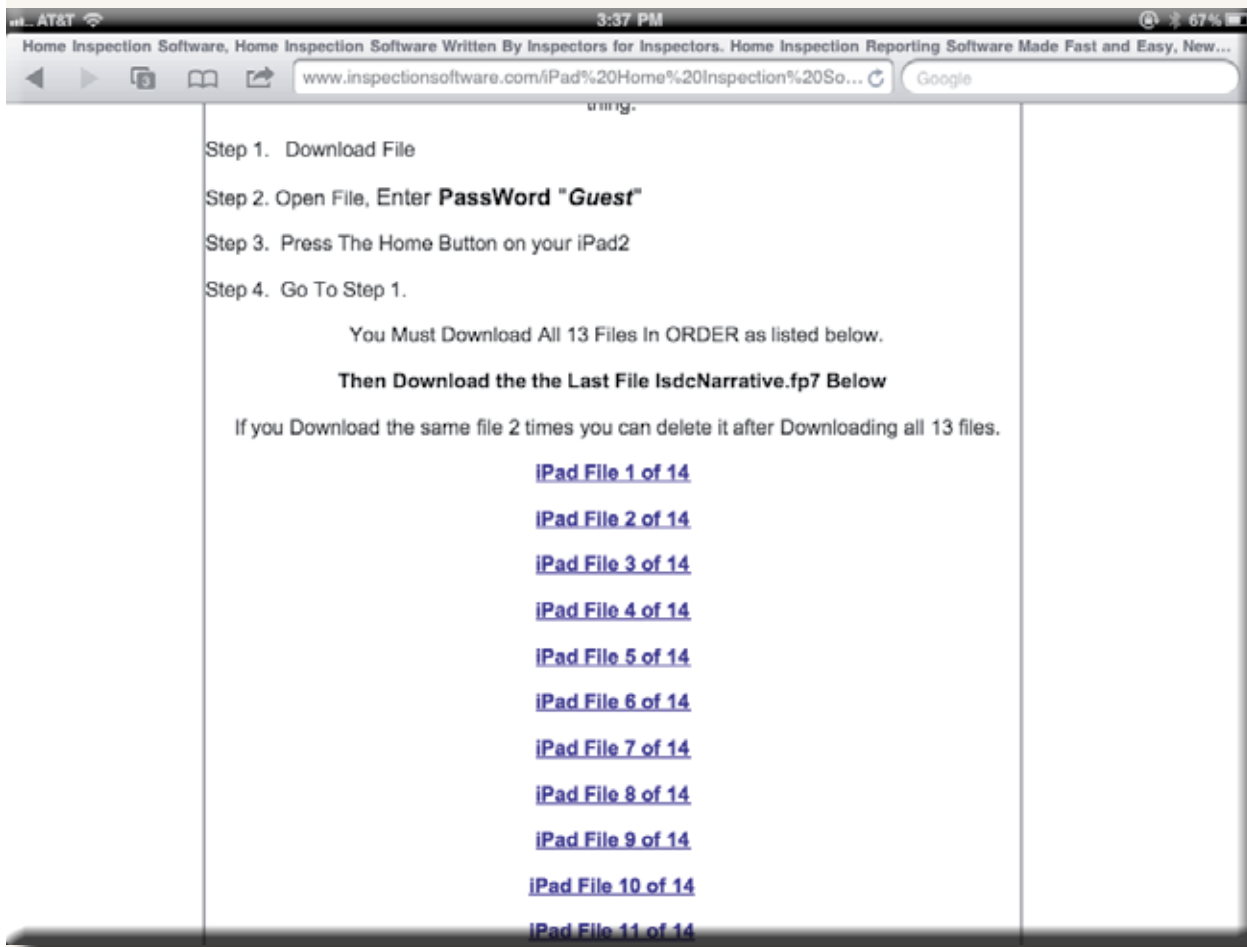 AT&T 3:37 PM 67%
Home Inspection Software, Home Inspection Software Written By Inspectors for Inspectors. Home Inspection Reporting Software Made Fast and Easy, New...
3 www.inspectionsoftware.com/iPad%20Home%20Inspection%20So... Google
thing.
Step 1. Download File
Step 2. Open File, Enter PassWord "Guest"
Step 3. Press The Home Button on your iPad2
Step 4. Go To Step 1.
You Must Download All 13 Files In ORDER as listed below.
Then Download the the Last File IsdcNarrative.fp7 Below
If you Download the same file 2 times you can delete it after Downloading all 13 files.
iPad File 1 of 14
iPad File 2 of 14
iPad File 3 of 14
iPad File 4 of 14
iPad File 5 of 14
iPad File 6 of 14
iPad File 7 of 14
iPad File 8 of 14
iPad File 9 of 14
iPad File 10 of 14
iPad File 11 of 14